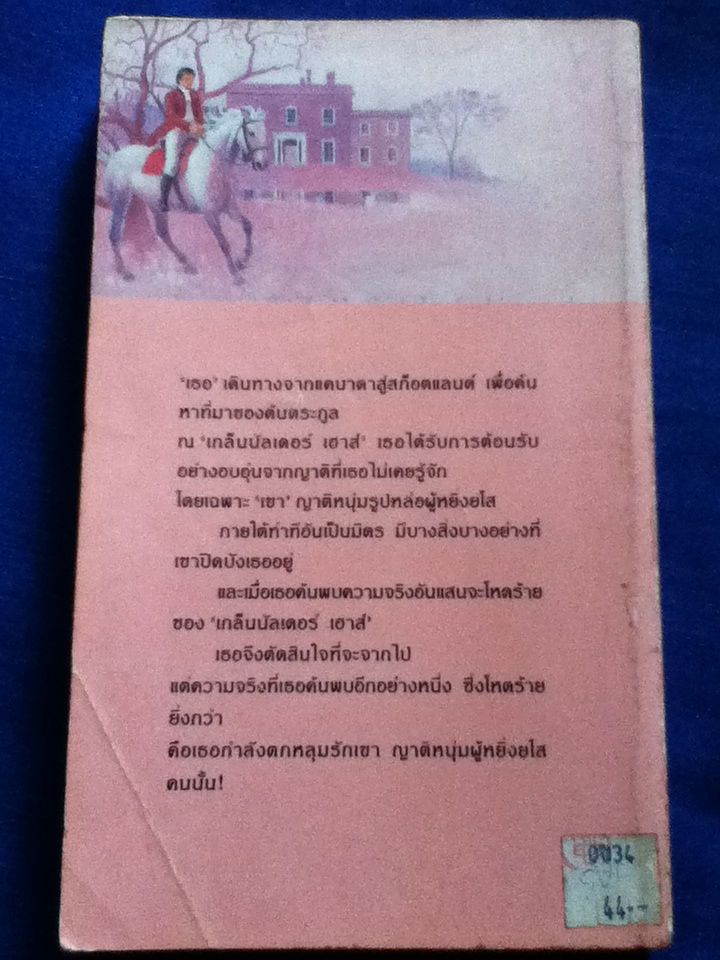 'เธอ' เดินทางจากแคนาดาสู่สก็อตแลนด์ เพื่อค้น
หาที่มาของต้นตระกูล
ณ 'เกล็นนัลเดอร์ เฮาส์' เธอได้รับการต้อนรับ
อย่างอบอุ่นจากญาติที่เธอไม่เคยรู้จัก
โดยเฉพาะ 'เขา' ญาติหนุ่มรูปหล่อผู้หยิ่งยโส
ภายใต้ท่าทีอันเป็นมิตร มีบางสิ่งบางอย่างที่
เขาปิดบังเธออยู่
และเมื่อเธอค้นพบความจริงอันแสนจะโหดร้าย
ของ 'เกล็นนัลเดอร์ เฮาส์'
เธอจึงตัดสินใจที่จะจากไป
แต่ความจริงที่เธอค้นพบอีกอย่างหนึ่ง ซึ่งโหดร้าย
ยิ่งกว่า
คือเธอกำลังตกหลุมรักเขา ญาติหนุ่มผู้หยิ่งยโส
คนนั้น!
44.-